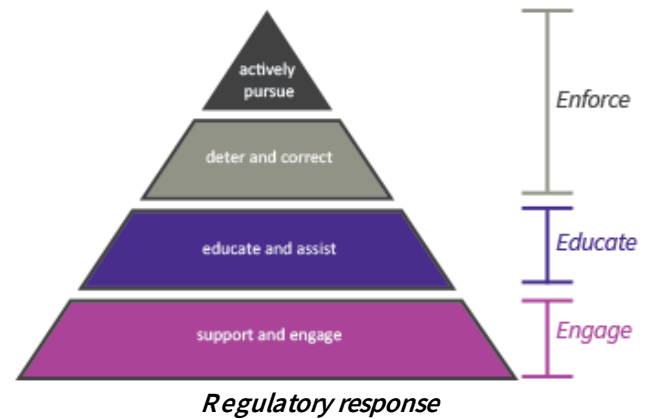 actively
pursue
Enforce
deter and correct
educate and assist
Educate
support and engage
Engage
Regulatory response